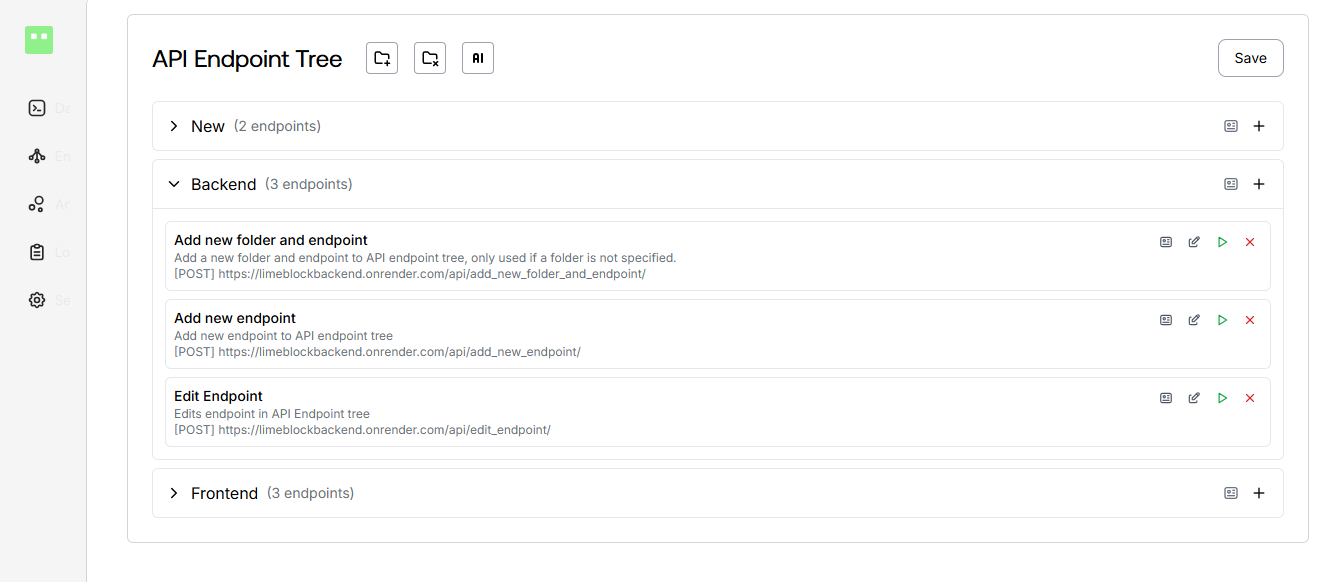 API Endpoint Tree
AI
Save
New (2 endpoints)
Backend (3 endpoints)
Add new folder and endpoint
Add a new folder and endpoint to API endpoint tree, only used if a folder is not specified.
[POST] https://limeblockbackend.onrender.com/api/add_new_folder_and_endpoint/
Add new endpoint
Add new endpoint to API endpoint tree
[POST] https://limeblockbackend.onrender.com/api/add_new_endpoint/
Edit Endpoint
Edits endpoint in API Endpoint tree
[POST] https://limeblockbackend.onrender.com/api/edit_endpoint/
Frontend (3 endpoints)